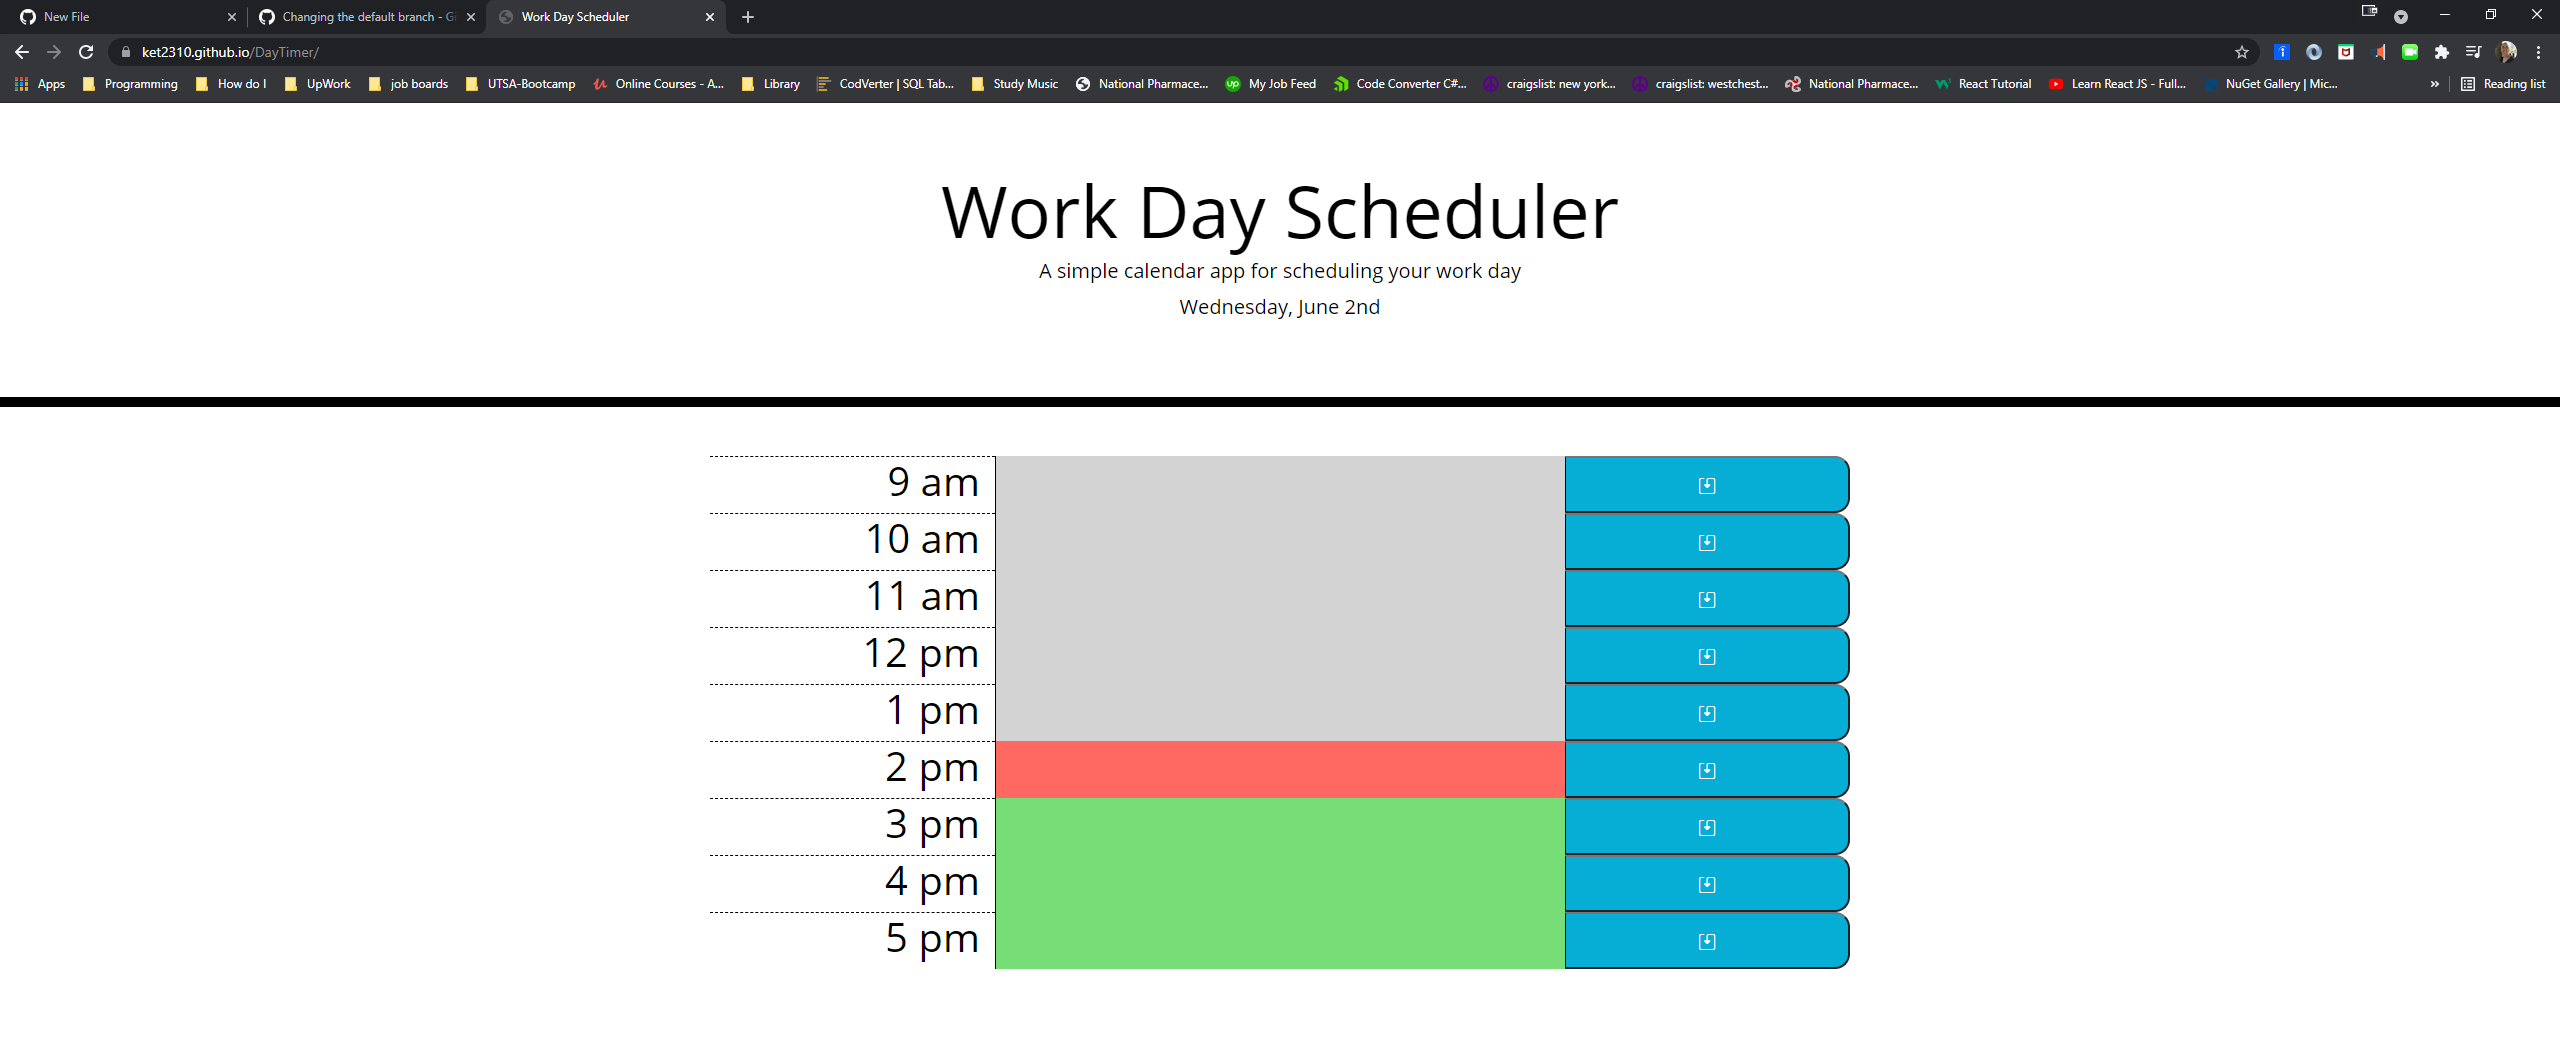 New File
Changing the default branch - Gi
Work Day Scheduler
ket2310.github.io/DayTimer/
Apps Programming How do I UpWork job boards UTSA-Bootcamp Online Courses - A... Library CodVerter | SQL Tab... Study Music National Pharmace... My Job Feed Code Converter C#... craigslist: new york... craigslist: westchest... National Pharmace... React Tutorial Learn React JS - Full... NuGet Gallery | Mic... » Reading list
Work Day Scheduler
A simple calendar app for scheduling your work day
Wednesday, June 2nd
9 am
10 am
11 am
12 pm
1 pm
2 pm
3 pm
4 pm
5 pm